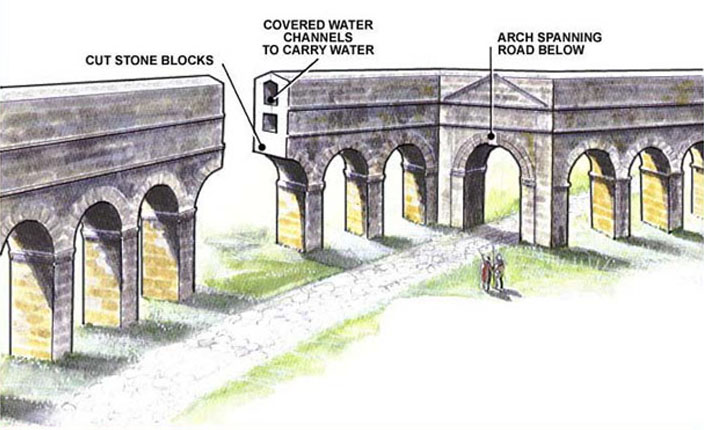 COVERED WATER
CHANNELS
TO CARRY WATER
CUT STONE BLOCKS
ARCH SPANNING
ROAD BELOW